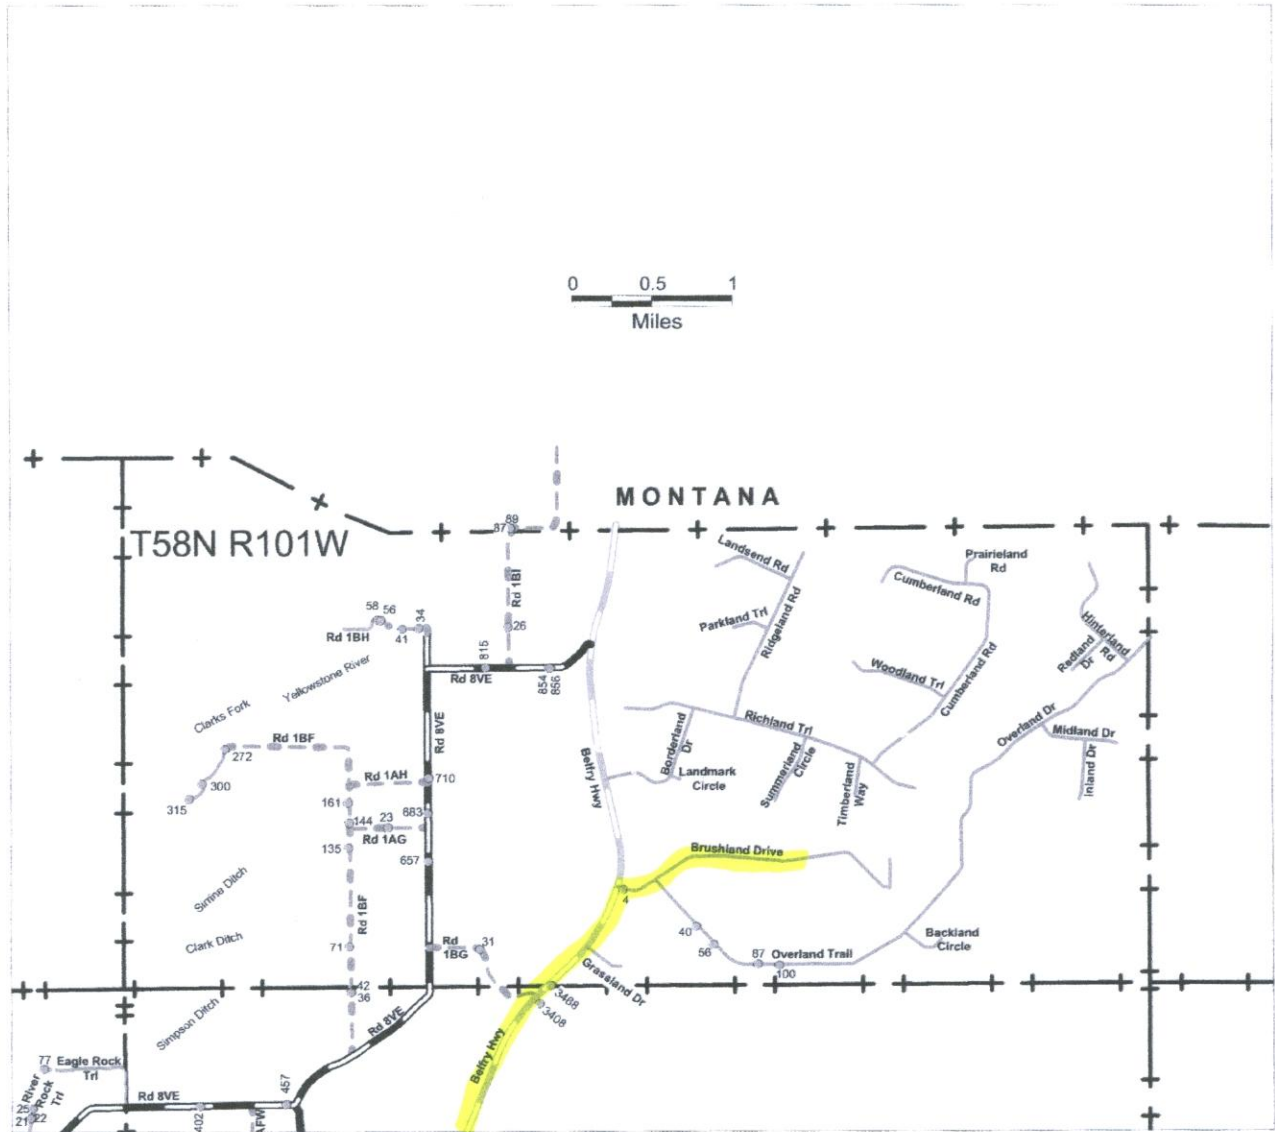 0 0.5 1
Miles
MONTANA
T58N R101W
89
87
Rd 1BI
26
Landsend Rd
Parkland Trl
Ridgeland Rd
Prairieland
Rd
Cumberland Rd
Cumberland Rd
Woodland Trl
Hinterland
Rd
Redland
Dr
58 56
41
34
Rd 1BH
815
Rd 8VE
854
856
Yellowstone River
Clarks Fork
Rd 8VE
Rd 1BF
272
300
315
Rd 1AH
710
161
144
23
683
Rd 1AG
135
657
Belfry Hwy
Borderland
Dr
Landmark
Circle
Richland Trl
Summerland
Circle
Timberland
Way
Overland Dr
Midland Dr
Inland Dr
Brushland Drive
4
Sirrine Ditch
Clark Ditch
Rd 1BF
71
Rd
1BG
31
40
56
87
100
Overland Trail
Backland
Circle
Grassland Dr
42
36
3468
3408
Simpson Ditch
Rd 8VE
Belfry Hwy
77
Eagle Rock
Trl
River
Rock
Trl
Rd 8VE
457
25
21
22
402
AFW